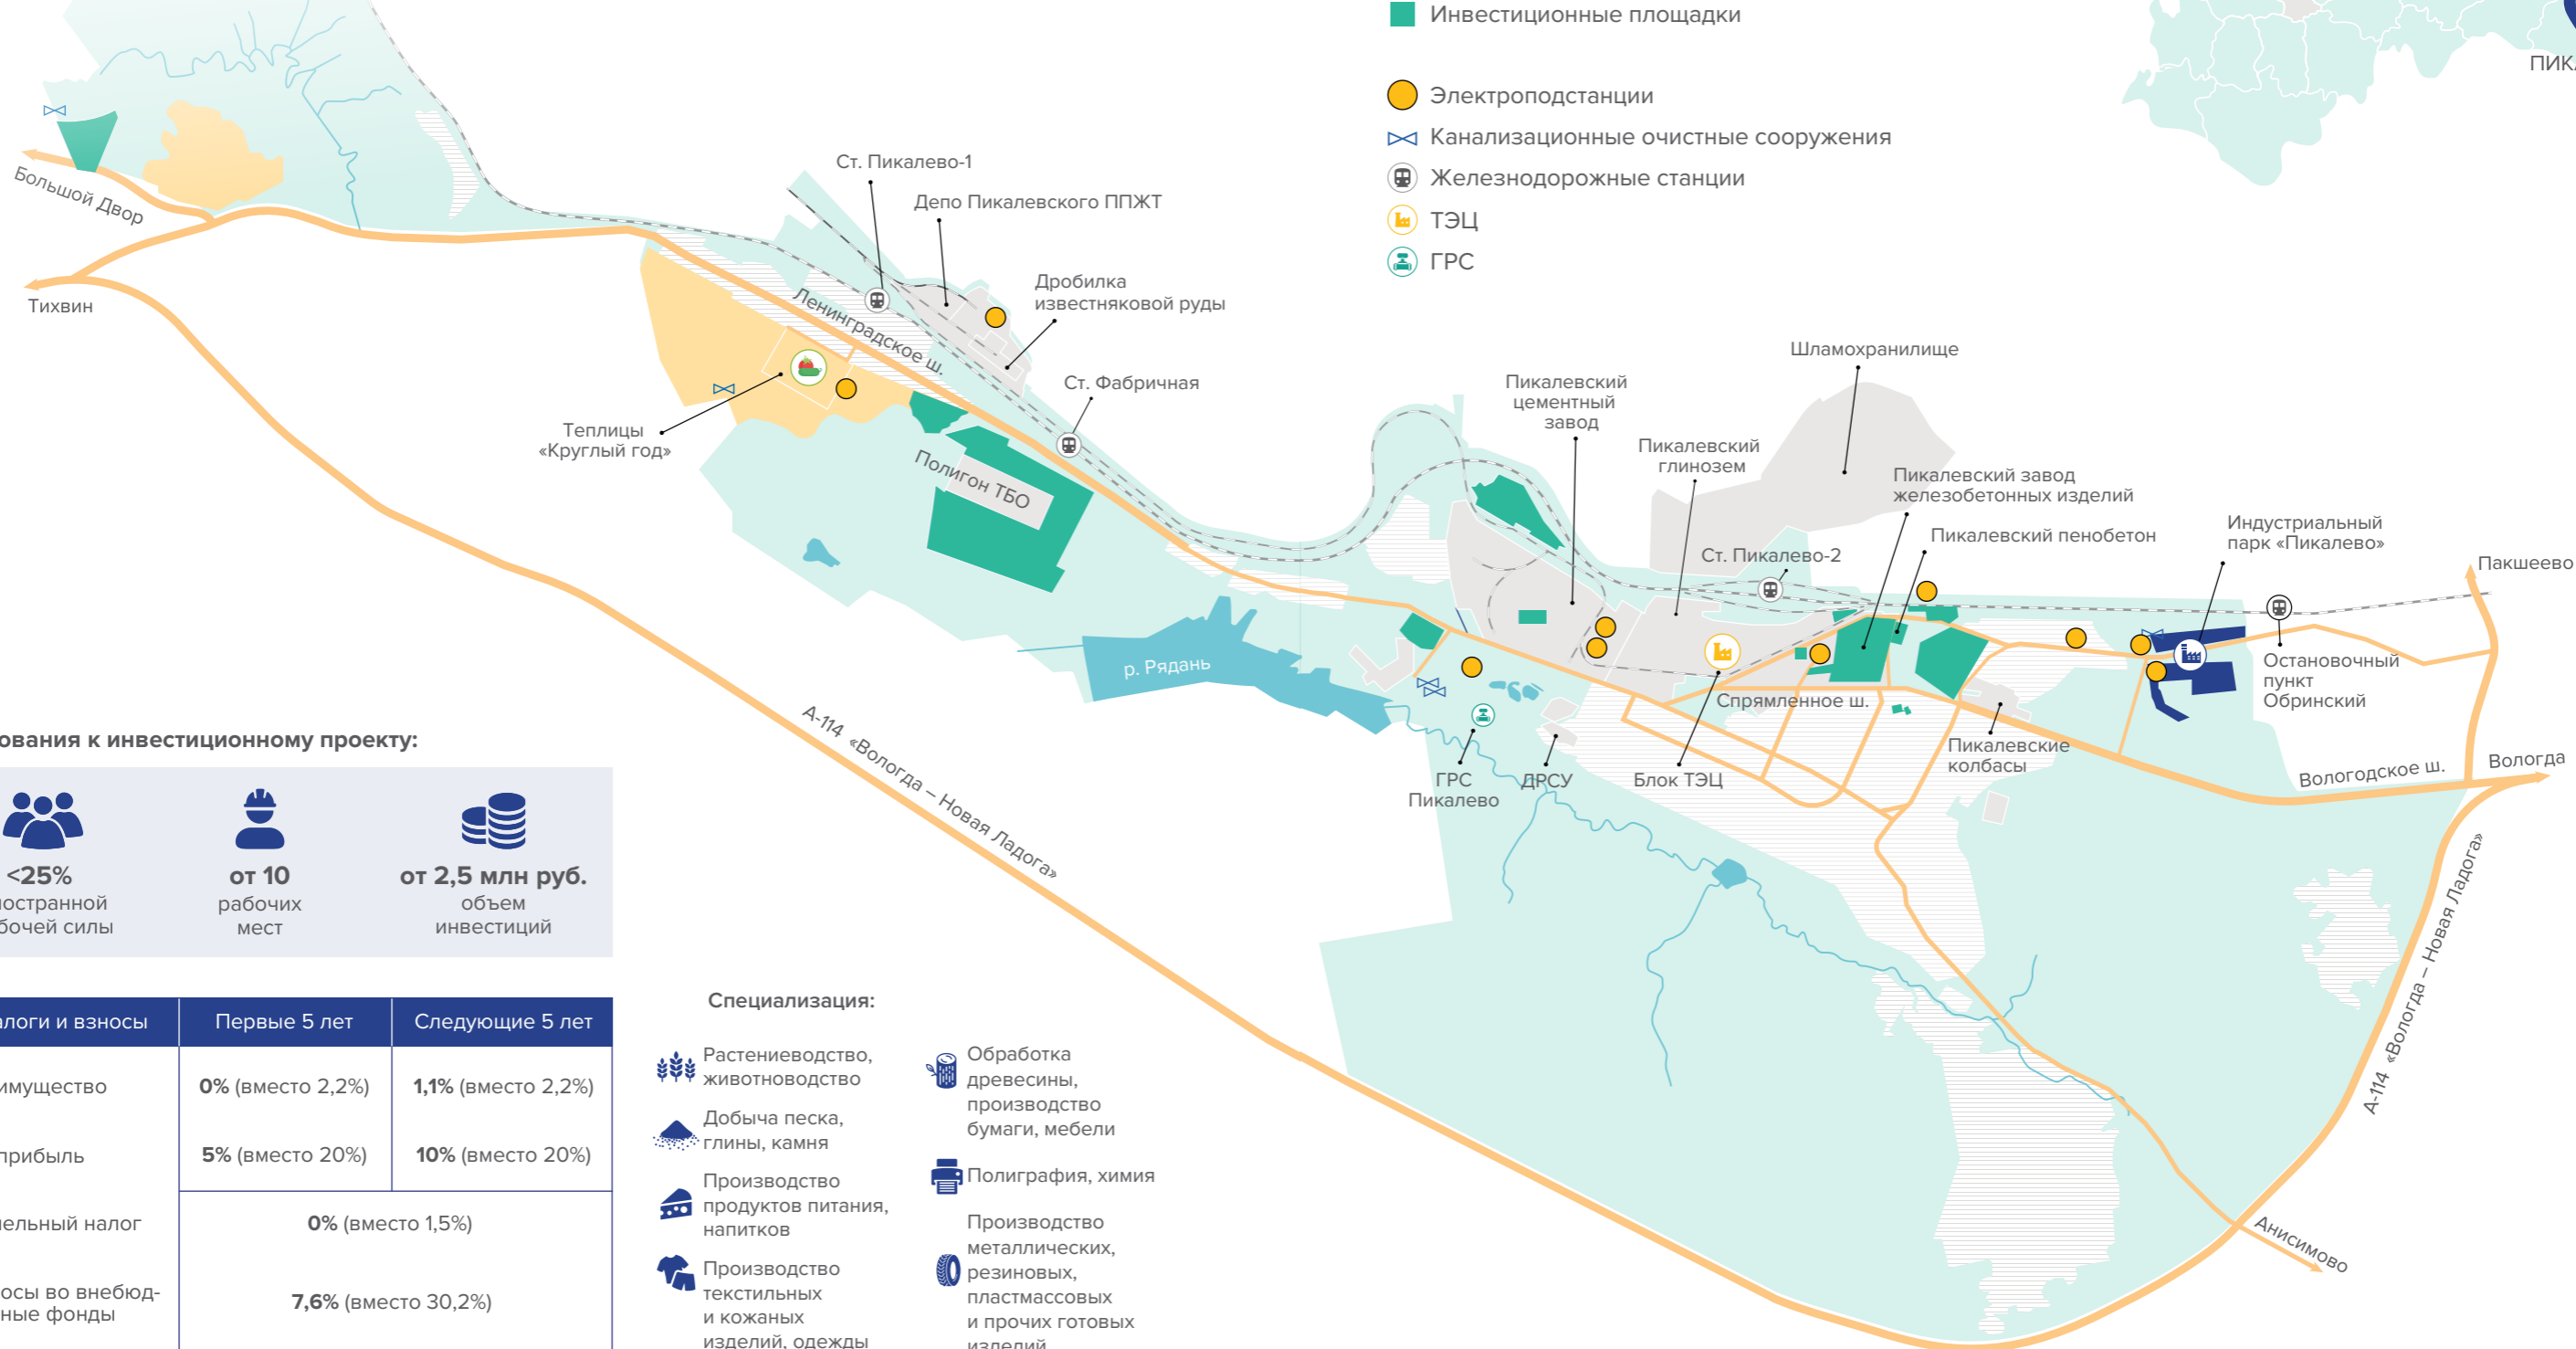 Инвестиционные площадки
Электроподстанции
Канализационные очистные сооружения
Железнодорожные станции
ТЭЦ
ГРС
Большой Двор
Тихвин
Ст. Пикалево-1
Депо Пикалевского ППЖТ
Дробилка
известняковой руды
Ленинградское ш.
Ст. Фабричная
Теплицы
«Круглый год»
Полигон ТБО
Шламохранилище
Пикалевский
цементный
завод
Пикалевский
глинозем
Пикалевский завод
железобетонных изделий
Пикалевский пенобетон
Индустриальный
парк «Пикалево»
Ст. Пикалево-2
Пакшеево
р. Рядань
Остановочный
пункт
Обринский
Спрямленное ш.
Пикалевские
колбасы
Вологодское ш.
Вологда
ГРС
Пикалево
ДРСУ
Блок ТЭЦ
А-114 «Вологда – Новая Ладога»
А-114 «Вологда – Новая Ладога»
Анисимово
ования к инвестиционному проекту:
<25%
остранной
бочей силы
от 10
рабочих
мест
от 2,5 млн руб.
объем
инвестиций
алоги и взносы Первые 5 лет Следующие 5 лет
имущество 0% (вместо 2,2%) 1,1% (вместо 2,2%)
прибыль 5% (вместо 20%) 10% (вместо 20%)
ельный налог 0% (вместо 1,5%)
осы во внебюд-
ные фонды
7,6% (вместо 30,2%)
Специализация:
Растениеводство,
животноводство
Добыча песка,
глины, камня
Производство
продуктов питания,
напитков
Производство
текстильных
и кожаных
изделий, одежды
Обработка
древесины,
производство
бумаги, мебели
Полиграфия, химия
Производство
металлических,
резиновых,
пластмассовых
и прочих готовых
изделий